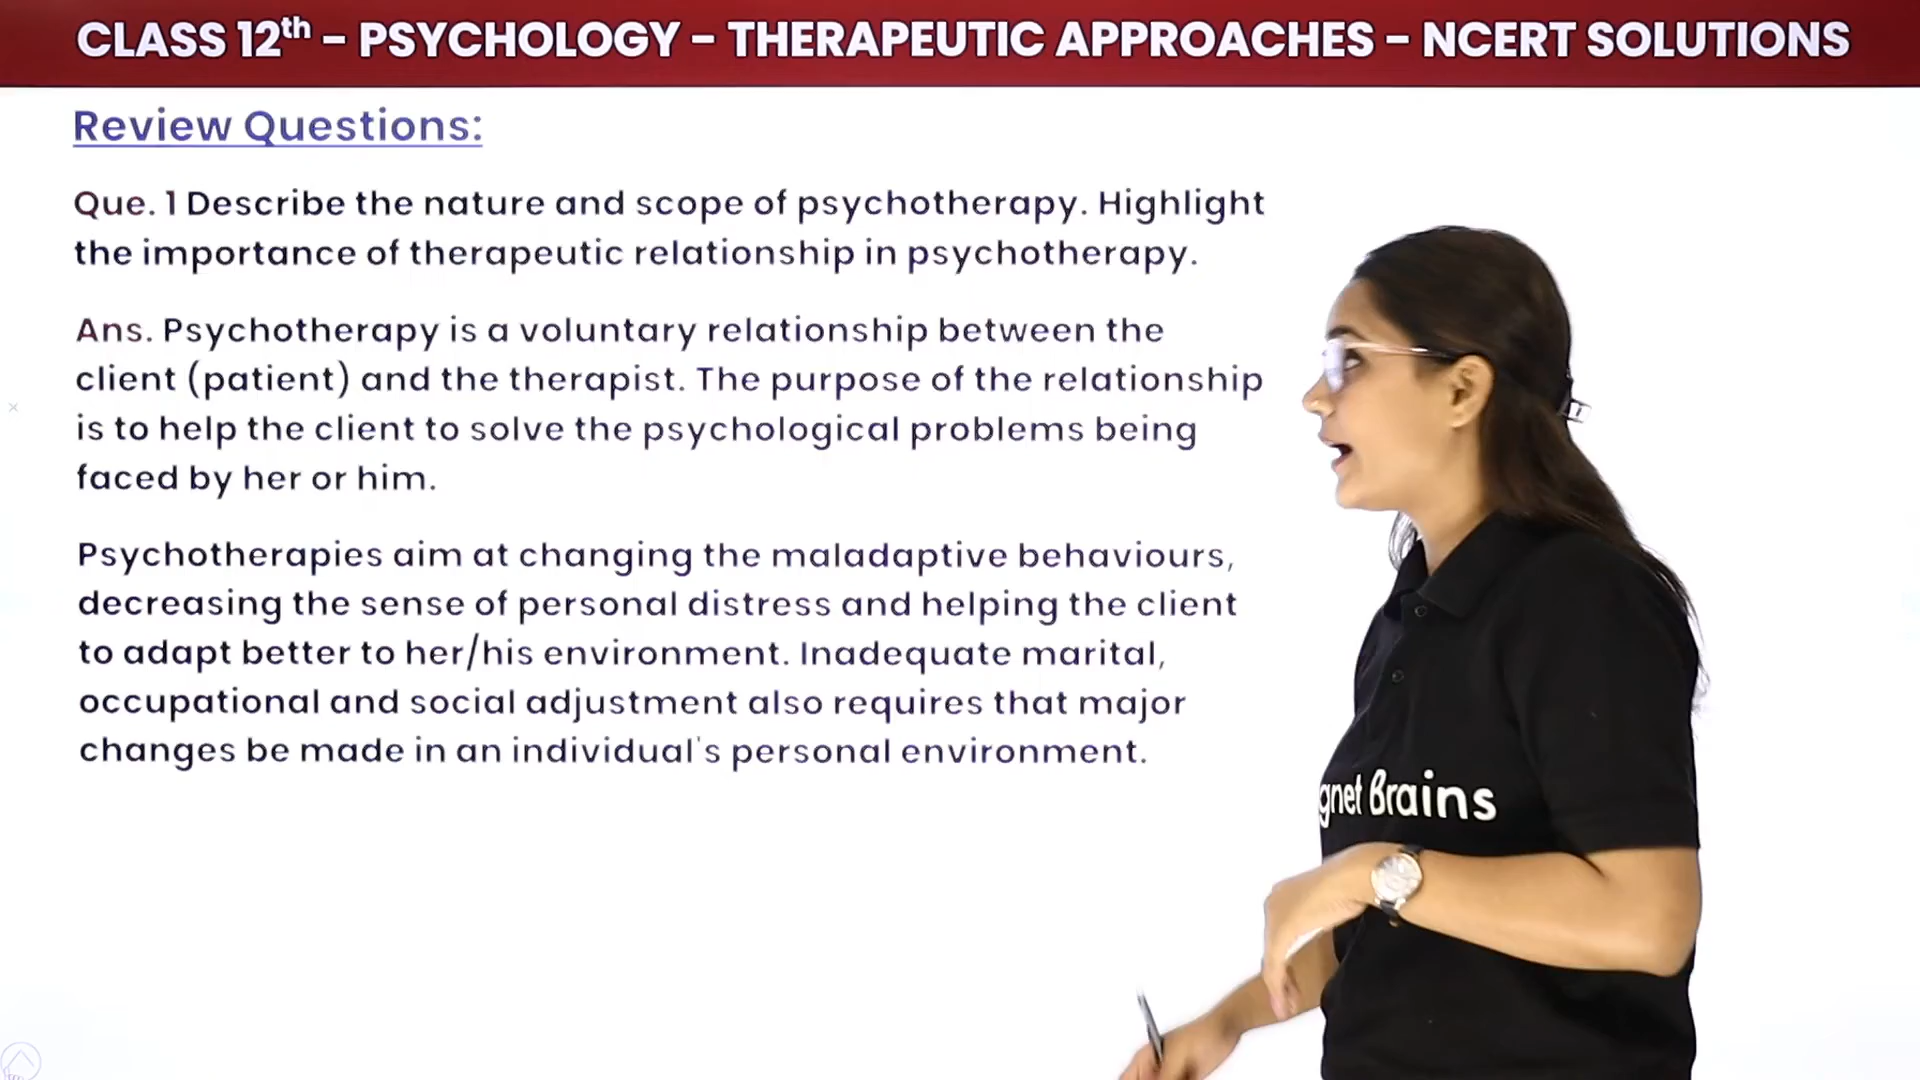 CLASS 12th - PSYCHOLOGY - THERAPEUTIC APPROACHES - NCERT SOLUTIONS
Review Questions:
Que. 1 Describe the nature and scope of psychotherapy. Highlight
the importance of therapeutic relationship in psychotherapy.
Ans. Psychotherapy is a voluntary relationship between the
client (patient) and the therapist. The purpose of the relationship
is to help the client to solve the psychological problems being
faced by her or him.
Psychotherapies aim at changing the maladaptive behaviours,
decreasing the sense of personal distress and helping the client
to adapt better to her/his environment. Inadequate marital,
occupational and social adjustment also requires that major
changes be made in an individual's personal environment.
gnet Brains